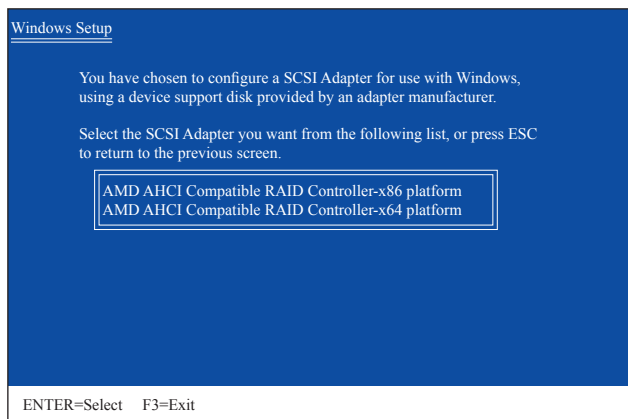 Windows Setup
You have chosen to configure a SCSI Adapter for use with Windows,
using a device support disk provided by an adapter manufacturer.
Select the SCSI Adapter you want from the following list, or press ESC
to return to the previous screen.
AMD AHCI Compatible RAID Controller-x86 platform
AMD AHCI Compatible RAID Controller-x64 platform
ENTER=Select F3=Exit